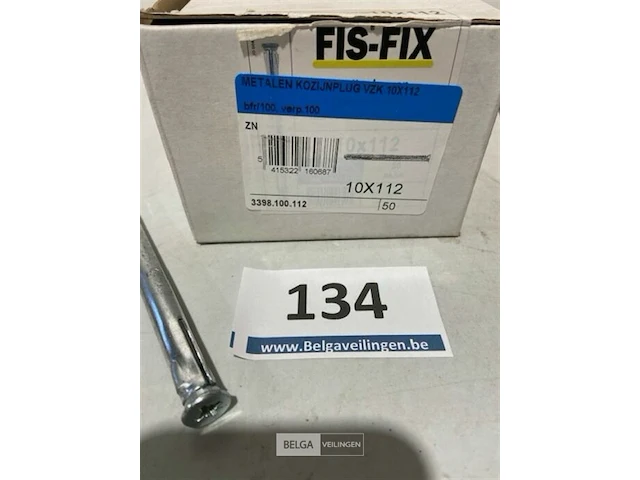 10X112
FIS-FIX
METALEN KOZIJNPLUG VZK 10X112
bfr/100, verp.100
ZN
10x112
5 415322 160687
10X112
3398.100.112 50
134
www.Belgaveilingen.be
BELGA VEILINGEN